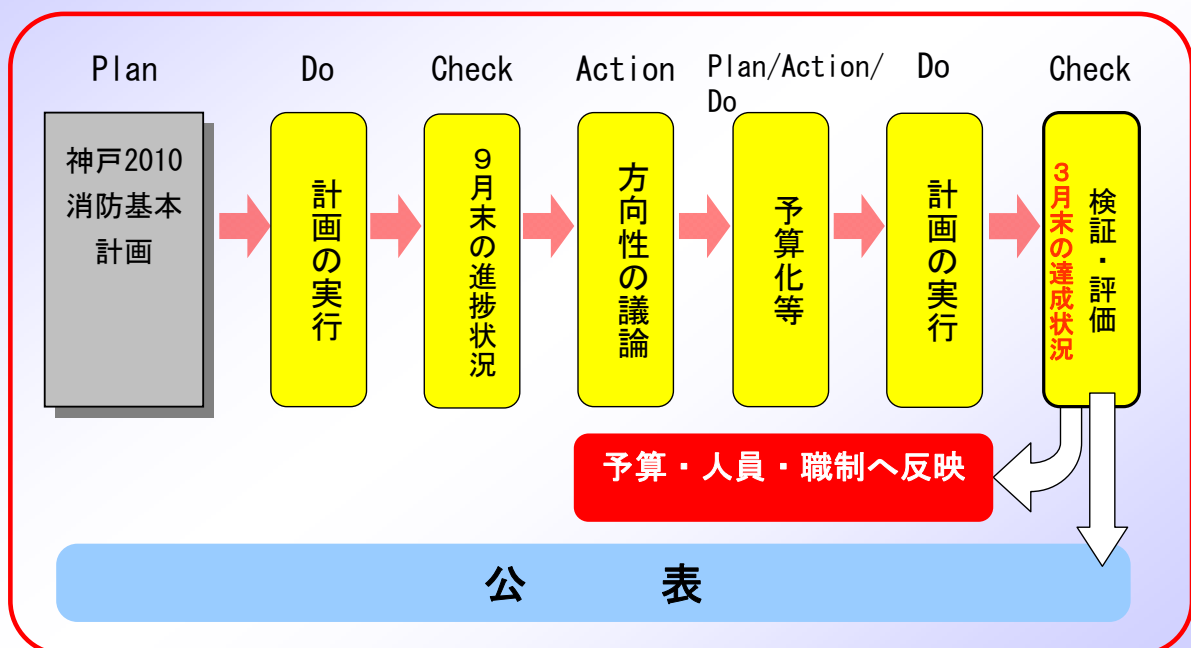 Plan
Do
Check
Action
Plan/Action/
Do
Do
Check
神戸2010
消防基本
計画
計画の実行
９月末の進捗状況
方向性の議論
予算化等
計画の実行
検証・評価
３月末の達成状況
予算・人員・職制へ反映
公　表